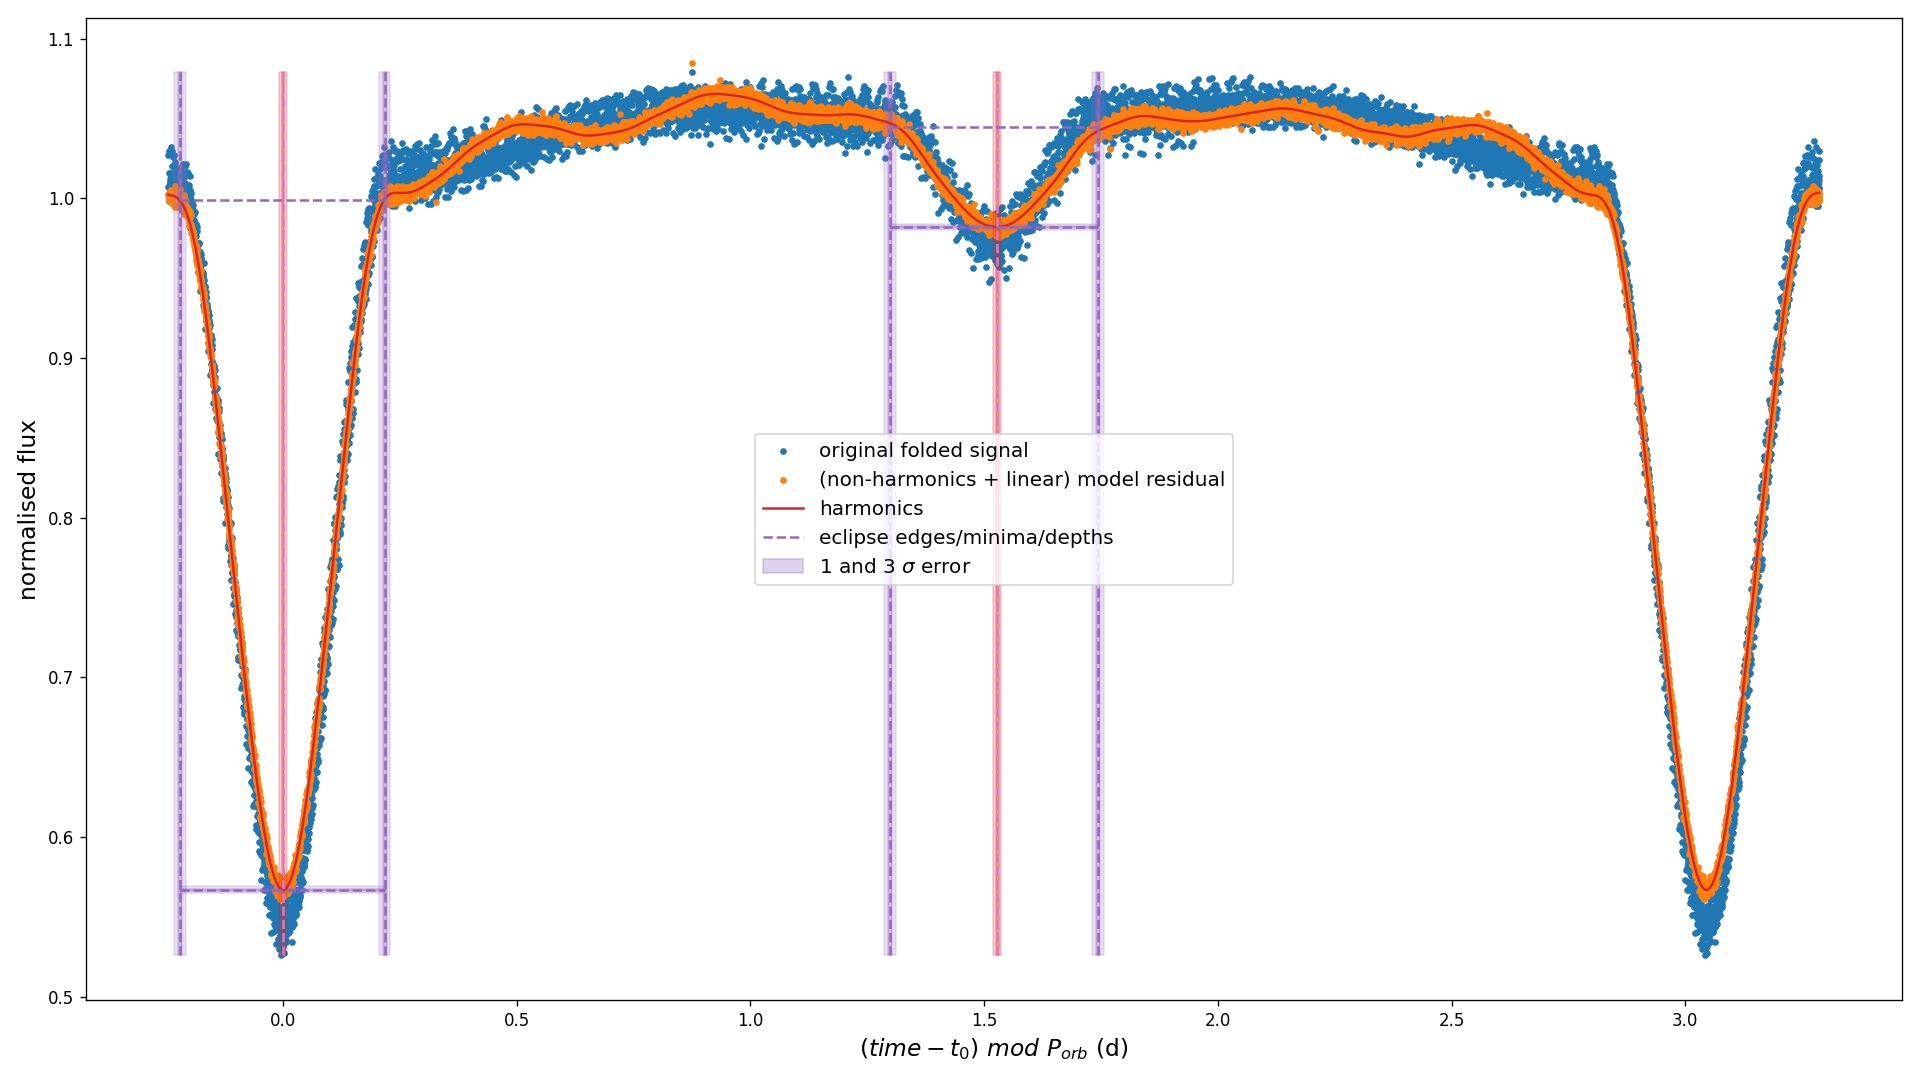 1.1
1.0
0.9
0.8
0.7
0.6
0.5
normalised flux
original folded signal
(non-harmonics + linear) model residual
harmonics
eclipse edges/minima/depths
1 and 3 σ error
0.0 0.5 1.0 1.5 2.0 2.5 3.0
(time − t₀) mod Pₒᵣb (d)